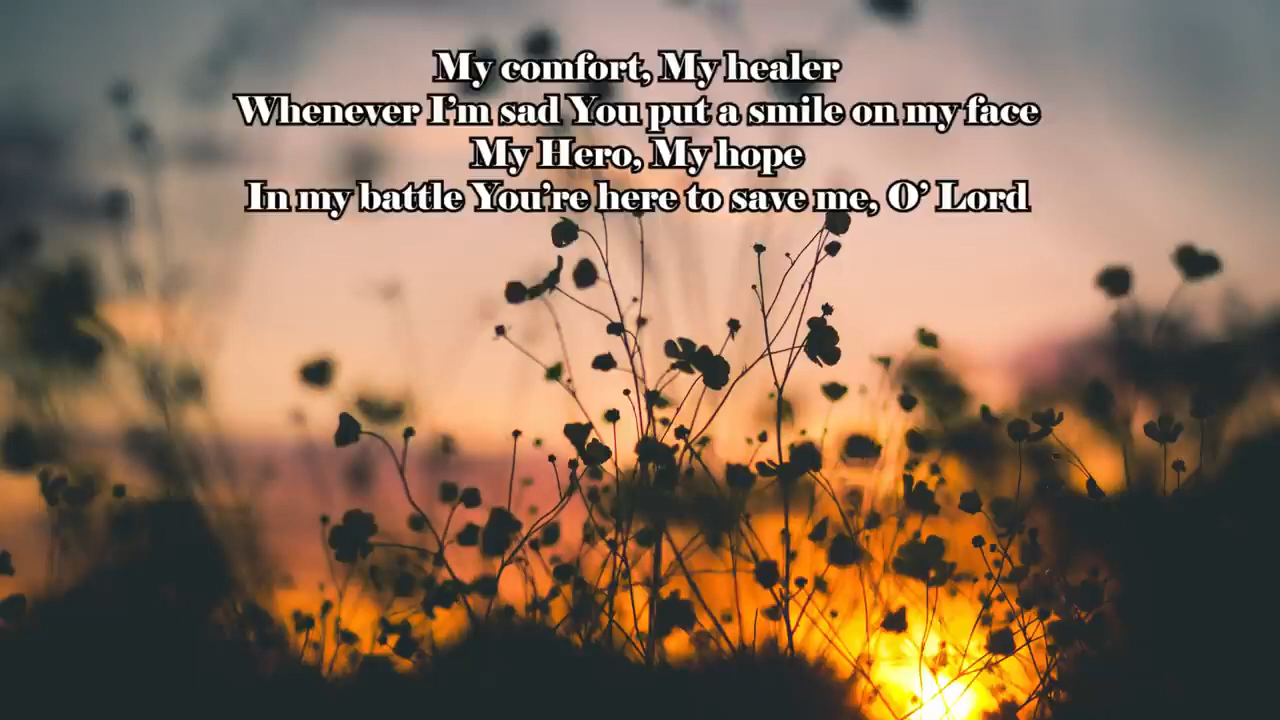 My comfort, My healer
Whenever I'm sad You put a smile on my face
My Hero, My hope
In my battle You're here to save me, O' Lord